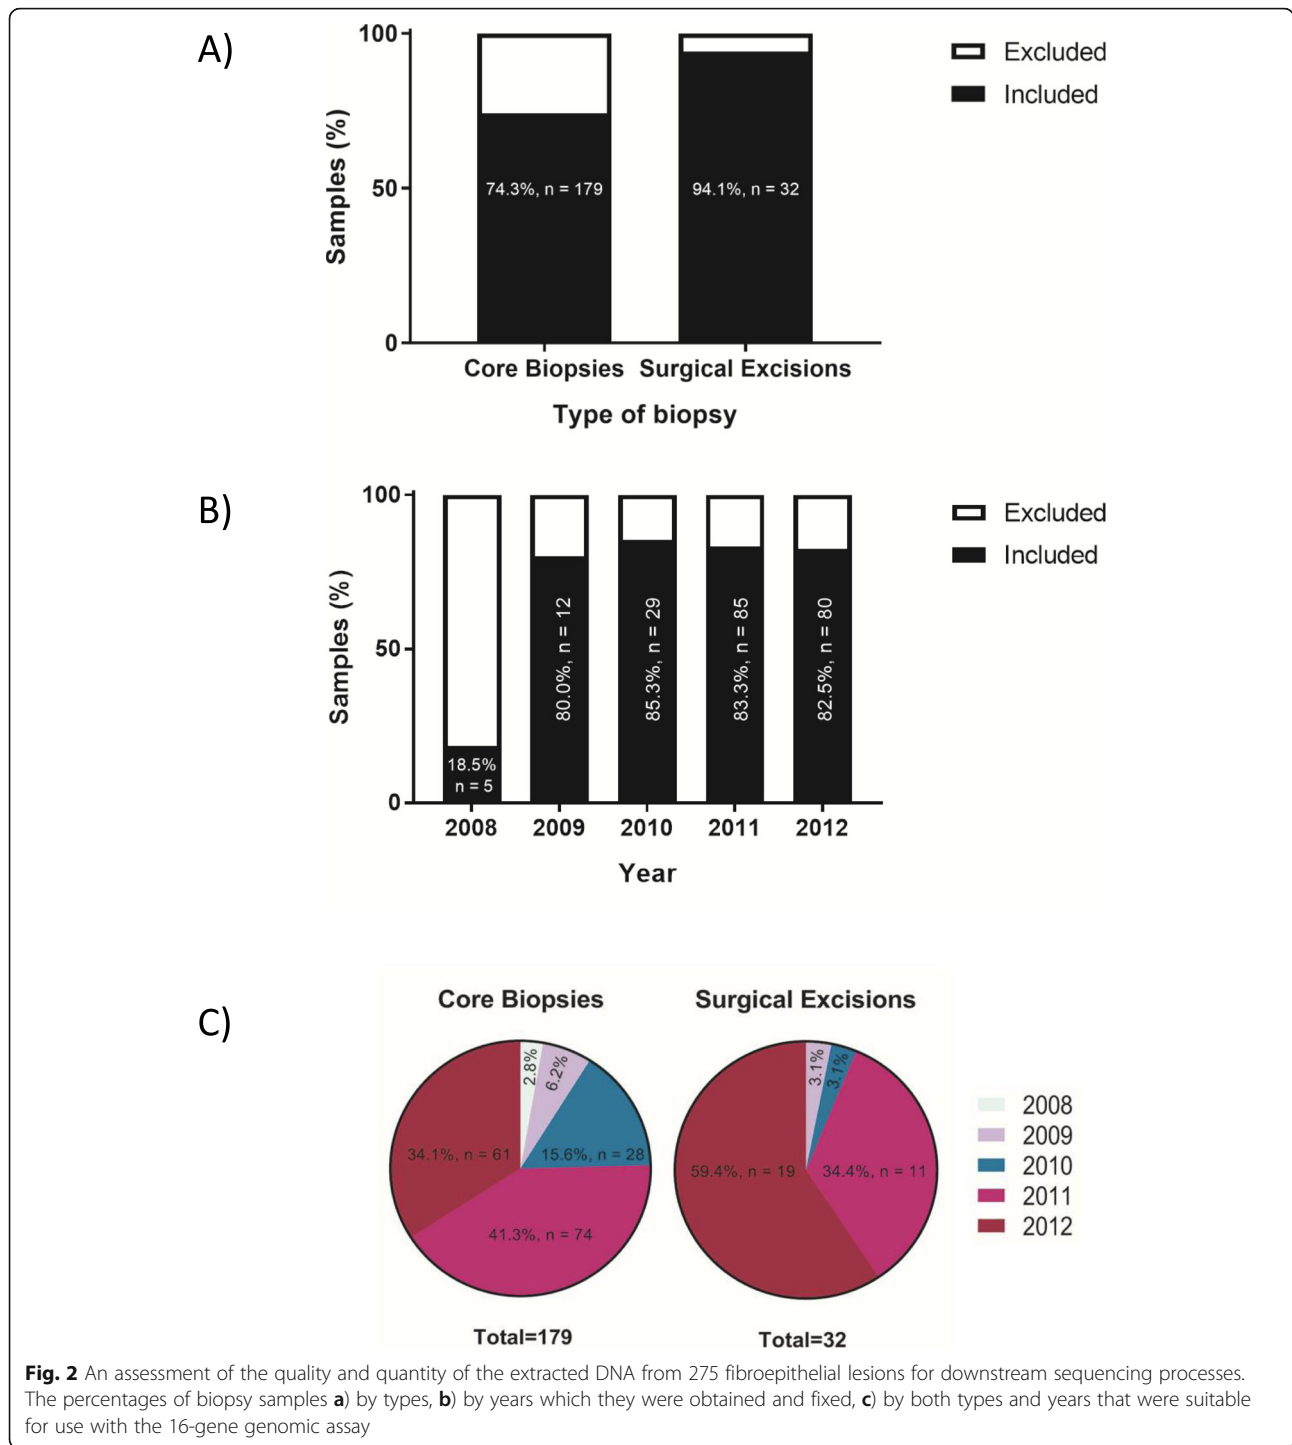 A)
100
50
0
Samples (%)
74.3%, n = 179
94.1%, n = 32
Core Biopsies
Surgical Excisions
Type of biopsy
Excluded
Included
B)
100
50
0
Samples (%)
18.5%
n = 5
80.0%, n = 12
85.3%, n = 29
83.3%, n = 85
82.5%, n = 80
2008
2009
2010
2011
2012
Year
Excluded
Included
C)
Core Biopsies
2.8%
6.2%
15.6%, n = 28
41.3%, n = 74
34.1%, n = 61
Total=179
Surgical Excisions
3.1%
3.1%
34.4%, n = 11
59.4%, n = 19
Total=32
2008
2009
2010
2011
2012
Fig. 2 An assessment of the quality and quantity of the extracted DNA from 275 fibroepithelial lesions for downstream sequencing processes.
The percentages of biopsy samples a) by types, b) by years which they were obtained and fixed, c) by both types and years that were suitable
for use with the 16-gene genomic assay